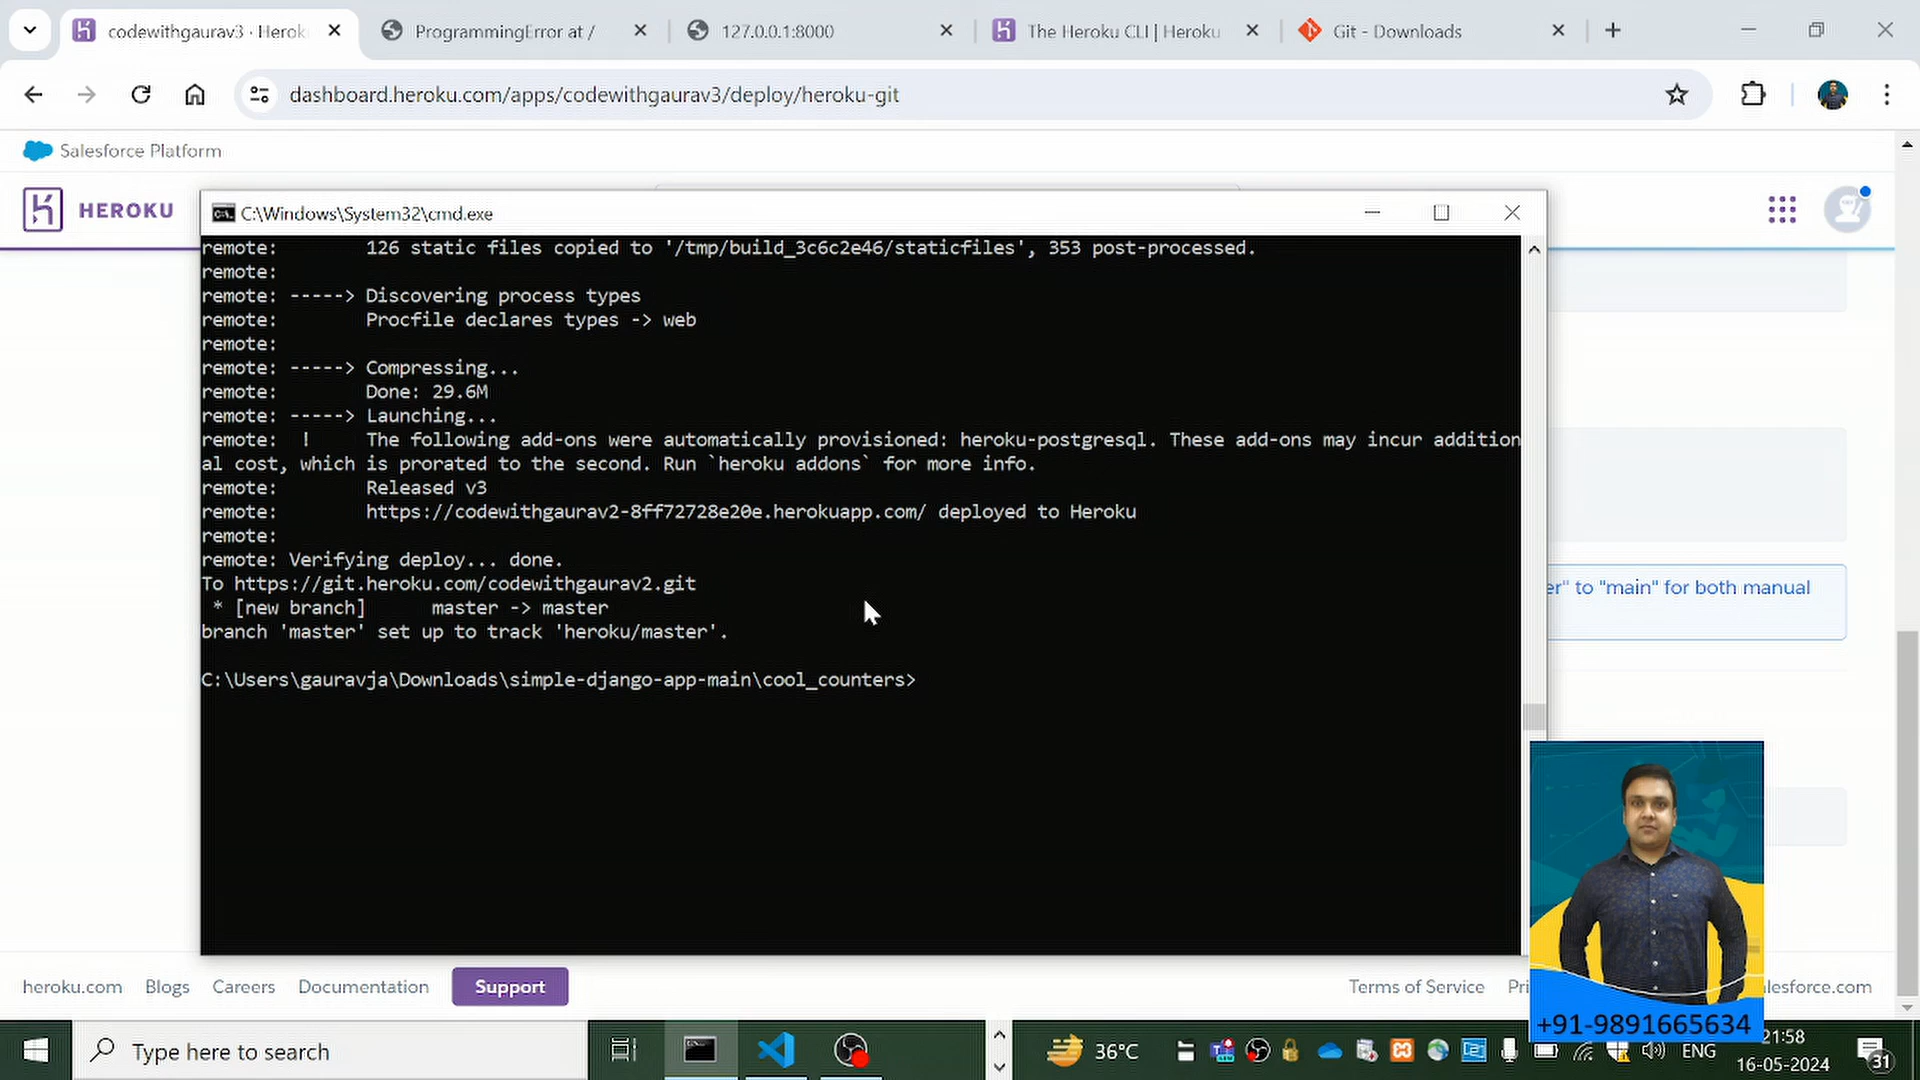 codewithgaurav3 · Herok
ProgrammingError at /
127.0.0.1:8000
The Heroku CLI | Heroku
Git - Downloads
dashboard.heroku.com/apps/codewithgaurav3/deploy/heroku-git
Salesforce Platform
HEROKU
C:\Windows\System32\cmd.exe
remote:        126 static files copied to '/tmp/build_3c6c2e46/staticfiles', 353 post-processed.
remote:
remote: -----> Discovering process types
remote:        Procfile declares types -> web
remote:
remote: -----> Compressing...
remote:        Done: 29.6M
remote: -----> Launching...
remote:  !     The following add-ons were automatically provisioned: heroku-postgresql. These add-ons may incur addition
al cost, which is prorated to the second. Run `heroku addons` for more info.
remote:        Released v3
remote:        https://codewithgaurav2-8ff72728e20e.herokuapp.com/ deployed to Heroku
remote:
remote: Verifying deploy... done.
To https://git.heroku.com/codewithgaurav2.git
 * [new branch]      master -> master
branch 'master' set up to track 'heroku/master'.
C:\Users\gauravja\Downloads\simple-django-app-main\cool_counters>
er" to "main" for both manual
heroku.com
Blogs
Careers
Documentation
Support
Terms of Service
Pri
lesforce.com
+91-9891665634
Type here to search
36°C
ENG
21:58
16-05-2024
31